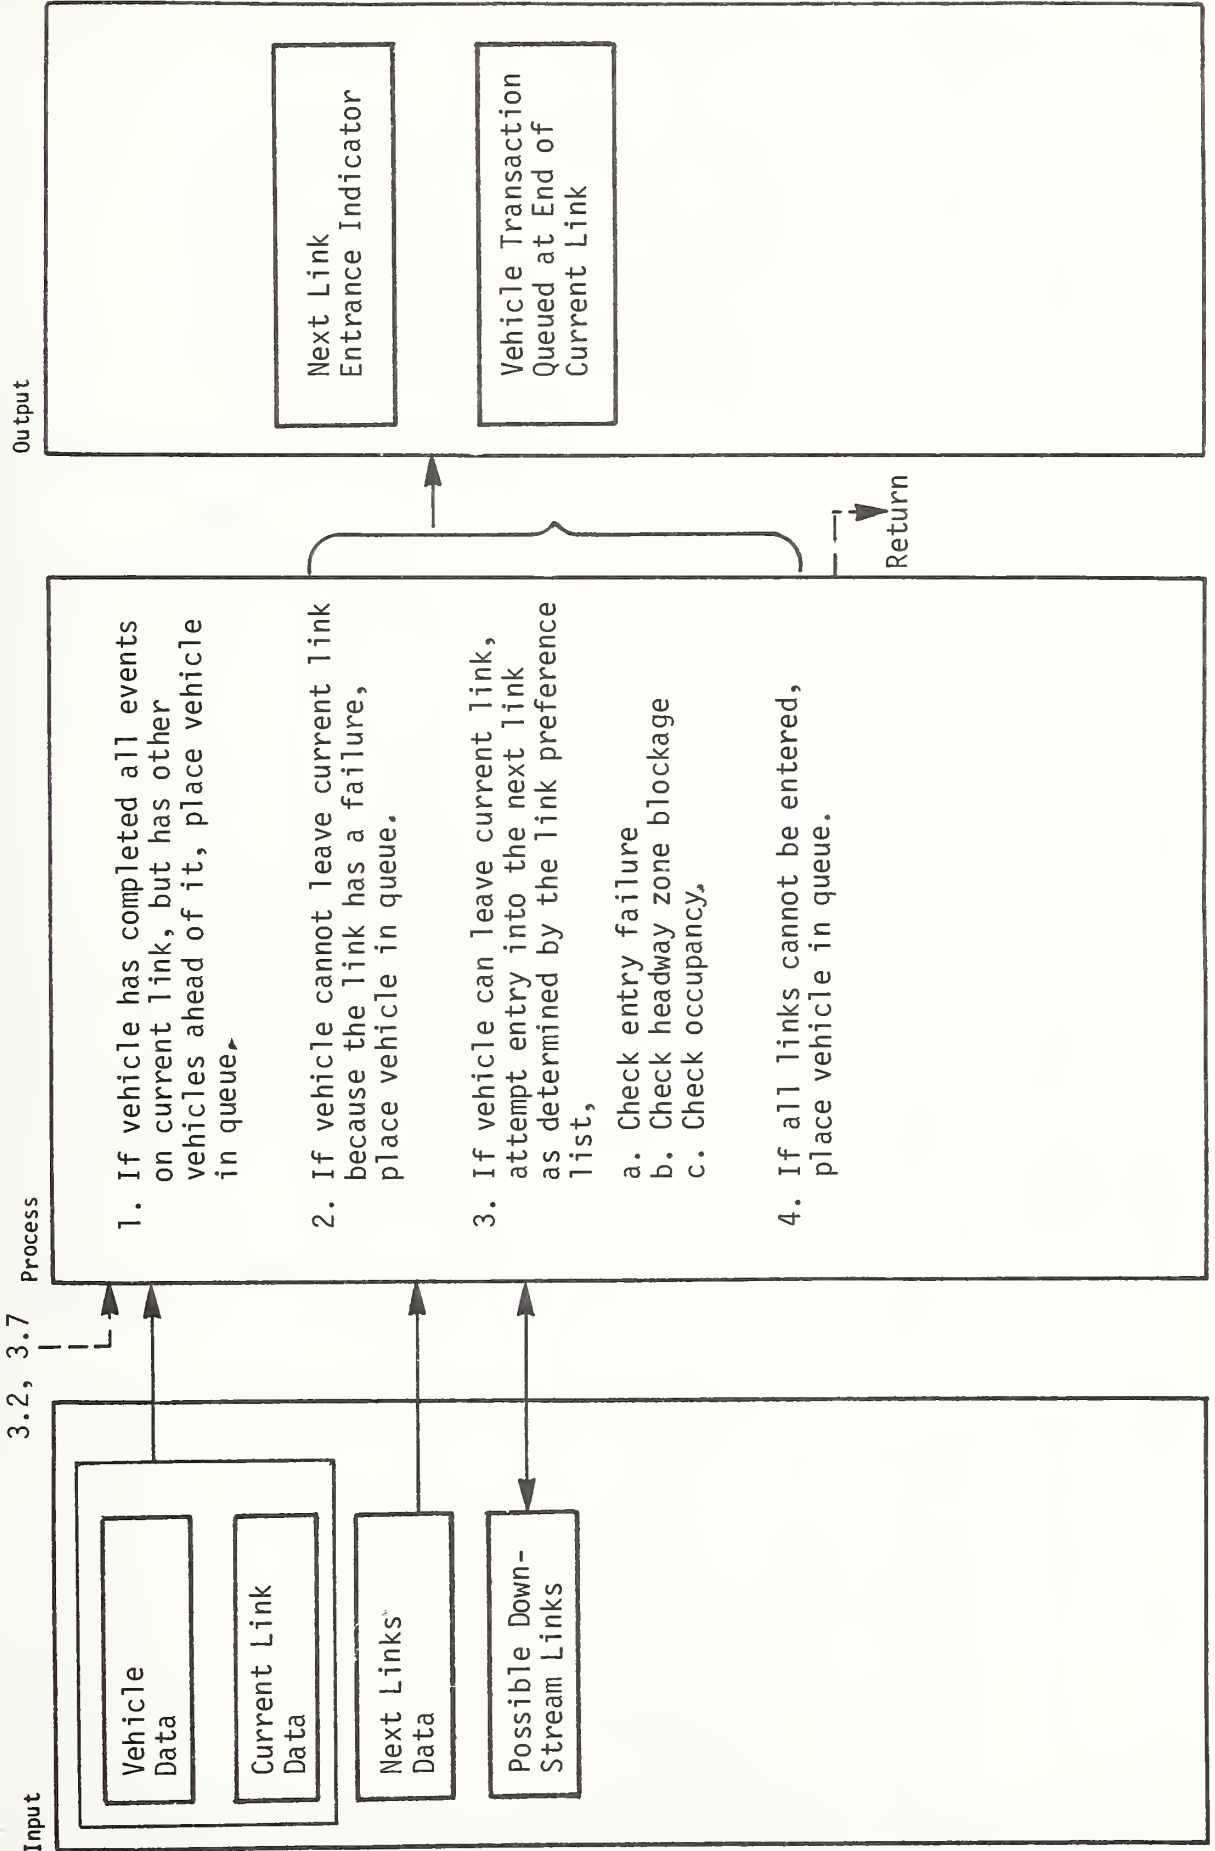 Input
Vehicle
Data
Current Link
Data
Next Links
Data
Possible Down-
Stream Links
3.2, 3.7
Process
1. If vehicle has completed all events
on current link, but has other
vehicles ahead of it, place vehicle
in queue.
2. If vehicle cannot leave current link
because the link has a failure,
place vehicle in queue.
3. If vehicle can leave current link,
attempt entry into the next link
as determined by the link preference
list,
a. Check entry failure
b. Check headway zone blockage
c. Check occupancy.
4. If all links cannot be entered,
place vehicle in queue.
Return
Output
Next Link
Entrance Indicator
Vehicle Transaction
Queued at End of
Current Link